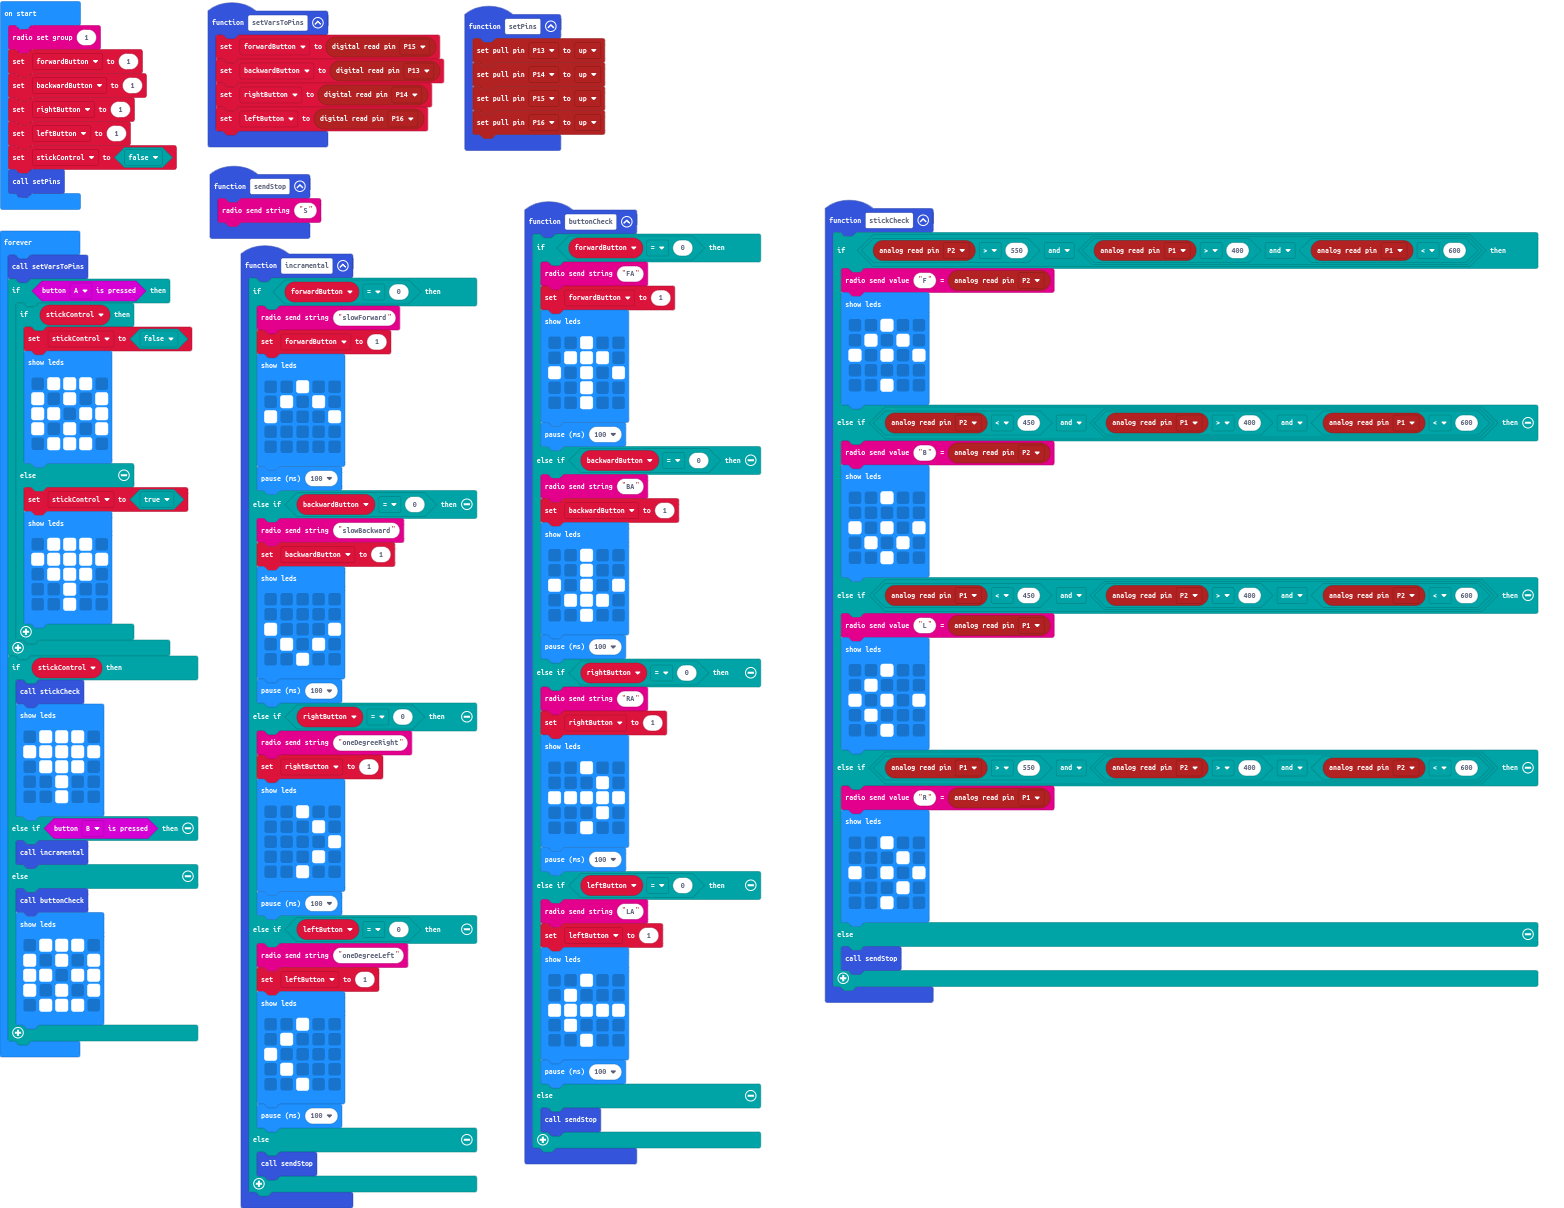 on start
radio set group 1
set forwardButton to 1
set backwardButton to 1
set rightButton to 1
set leftButton to 1
set stickControl to false
call setPins
function setVarsToPins
set forwardButton to digital read pin P15
set backwardButton to digital read pin P13
set rightButton to digital read pin P14
set leftButton to digital read pin P16
function setPins
set pull pin P13 to up
set pull pin P14 to up
set pull pin P15 to up
set pull pin P16 to up
function sendStop
radio send string "S"
forever
call setVarsToPins
if button A is pressed then
if stickControl then
set stickControl to false
show leds
else
set stickControl to true
show leds
if stickControl then
call stickCheck
show leds
else if button B is pressed then
call incramental
else
call buttonCheck
show leds
function incramental
if forwardButton = 0 then
radio send string "slowForward"
set forwardButton to 1
show leds
pause (ms) 100
else if backwardButton = 0 then
radio send string "slowBackward"
set backwardButton to 1
show leds
pause (ms) 100
else if rightButton = 0 then
radio send string "oneDegreeRight"
set rightButton to 1
show leds
pause (ms) 100
else if leftButton = 0 then
radio send string "oneDegreeLeft"
set leftButton to 1
show leds
pause (ms) 100
else
call sendStop
function buttonCheck
if forwardButton = 0 then
radio send string "FA"
set forwardButton to 1
show leds
pause (ms) 100
else if backwardButton = 0 then
radio send string "BA"
set backwardButton to 1
show leds
pause (ms) 100
else if rightButton = 0 then
radio send string "RA"
set rightButton to 1
show leds
pause (ms) 100
else if leftButton = 0 then
radio send string "LA"
set leftButton to 1
show leds
pause (ms) 100
else
call sendStop
function stickCheck
if analog read pin P2 > 550 and analog read pin P1 > 400 and analog read pin P1 < 600 then
radio send value "F" = analog read pin P2
show leds
else if analog read pin P2 < 450 and analog read pin P1 > 400 and analog read pin P1 < 600 then
radio send value "B" = analog read pin P2
show leds
else if analog read pin P1 < 450 and analog read pin P2 > 400 and analog read pin P2 < 600 then
radio send value "L" = analog read pin P1
show leds
else if analog read pin P1 > 550 and analog read pin P2 > 400 and analog read pin P2 < 600 then
radio send value "R" = analog read pin P1
show leds
else
call sendStop